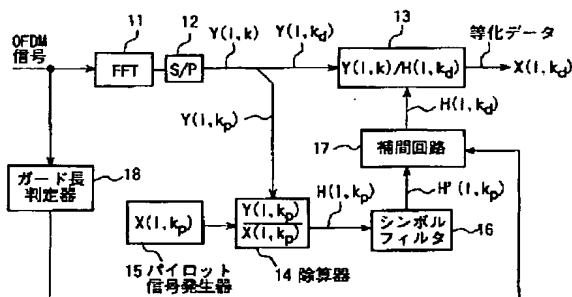 OFDM
信号
11
FFT
12
S/P
Y(l,k)
Y(l,kd)
13
Y(l,k)/H(l,kd)
等化データ
X(l,kd)
Y(l,kp)
H(l,kd)
17
補間回路
ガード長
判定器
18
X(l,kp)
15 パイロット
信号発生器
Y(l,kp)
X(l,kp)
14 除算器
H(l,kp)
H'(l,kp)
シンボル
フィルタ
16